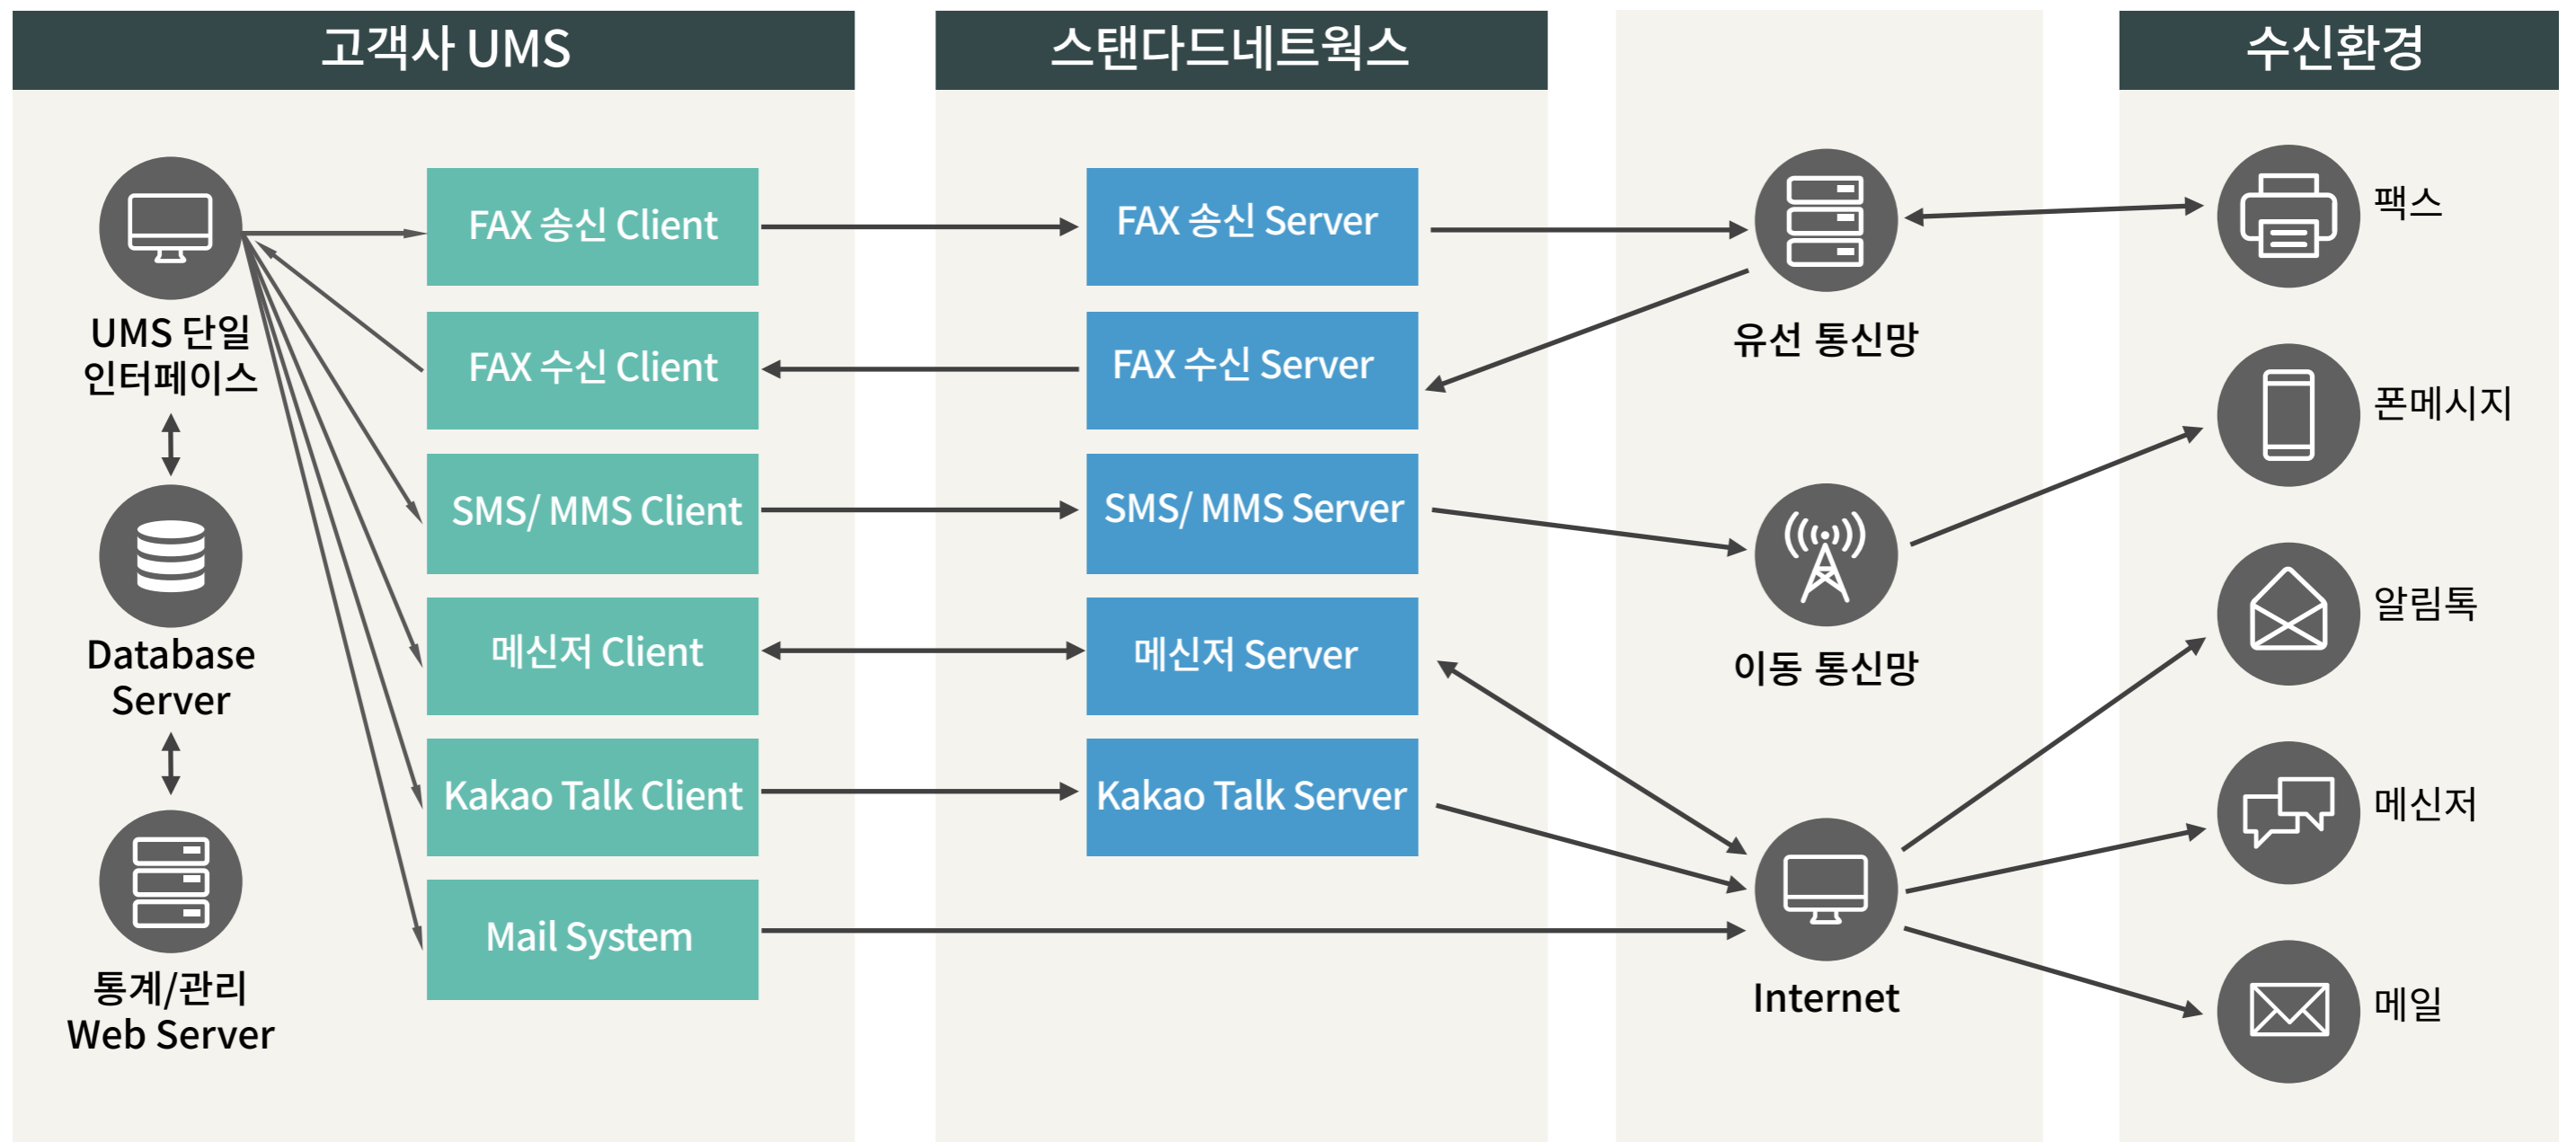 고객사 UMS
스탠다드네트웍스
수신환경
UMS 단일
인터페이스
Database
Server
통계/관리
Web Server
FAX 송신 Client
FAX 수신 Client
SMS/ MMS Client
메신저 Client
Kakao Talk Client
Mail System
FAX 송신 Server
FAX 수신 Server
SMS/ MMS Server
메신저 Server
Kakao Talk Server
유선 통신망
이동 통신망
Internet
팩스
폰메시지
알림톡
메신저
메일